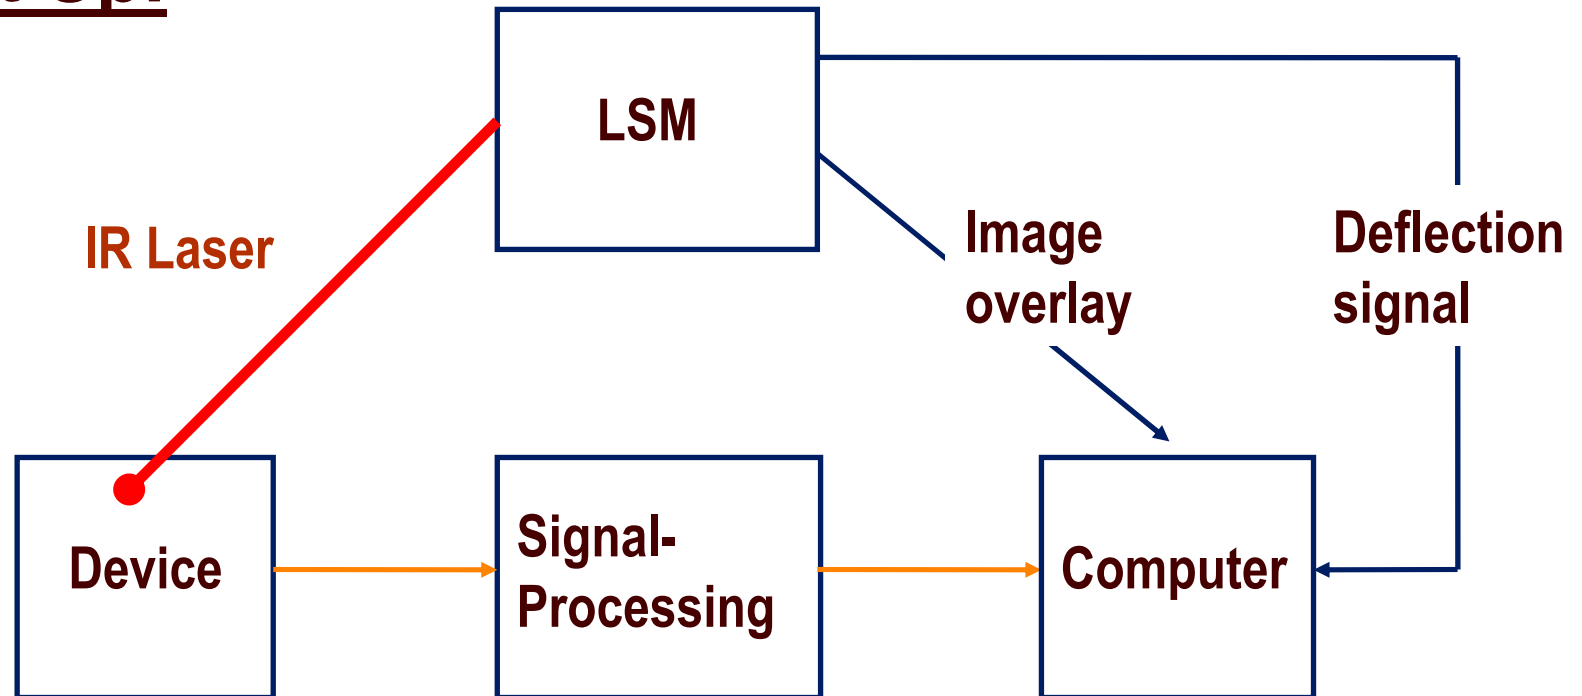 LSM
IR Laser
Image
overlay
Deflection
signal
Device
Signal-
Processing
Computer